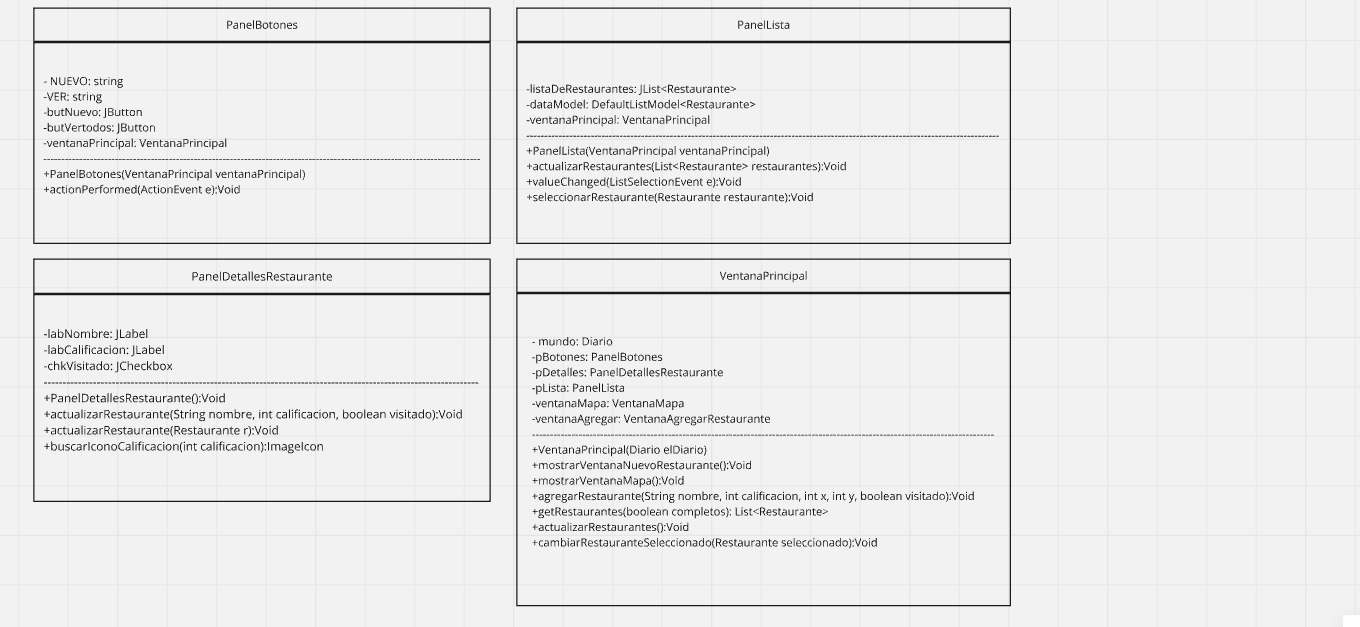 PanelBotones
- NUEVO: string
-VER: string
-butNuevo: JButton
-butVertodos: JButton
-ventanaPrincipal: VentanaPrincipal
+PanelBotones(VentanaPrincipal ventanaPrincipal)
+actionPerformed(ActionEvent e):Void
PanelLista
-listaDeRestaurantes: JList<Restaurante>
-dataModel: DefaultListModel<Restaurante>
-ventanaPrincipal: VentanaPrincipal
+PanelLista(VentanaPrincipal ventanaPrincipal)
+actualizarRestaurantes(List<Restaurante> restaurantes):Void
+valueChanged(ListSelectionEvent e):Void
+seleccionarRestaurante(Restaurante restaurante):Void
PanelDetallesRestaurante
-labNombre: JLabel
-labCalificacion: JLabel
-chkVisitado: JCheckbox
+PanelDetallesRestaurante():Void
+actualizarRestaurante(String nombre, int calificacion, boolean visitado):Void
+actualizarRestaurante(Restaurante r):Void
+buscarIconoCalificacion(int calificacion):ImageIcon
VentanaPrincipal
- mundo: Diario
-pBotones: PanelBotones
-pDetalles: PanelDetallesRestaurante
-pLista: PanelLista
-ventanaMapa: VentanaMapa
-ventanaAgregar: VentanaAgregarRestaurante
+VentanaPrincipal(Diario elDiario)
+mostrarVentanaNuevoRestaurante():Void
+mostrarVentanaMapa():Void
+agregarRestaurante(String nombre, int calificacion, int x, int y, boolean visitado):Void
+getRestaurantes(boolean completos): List<Restaurante>
+actualizarRestaurantes():Void
+cambiarRestauranteSeleccionado(Restaurante seleccionado):Void